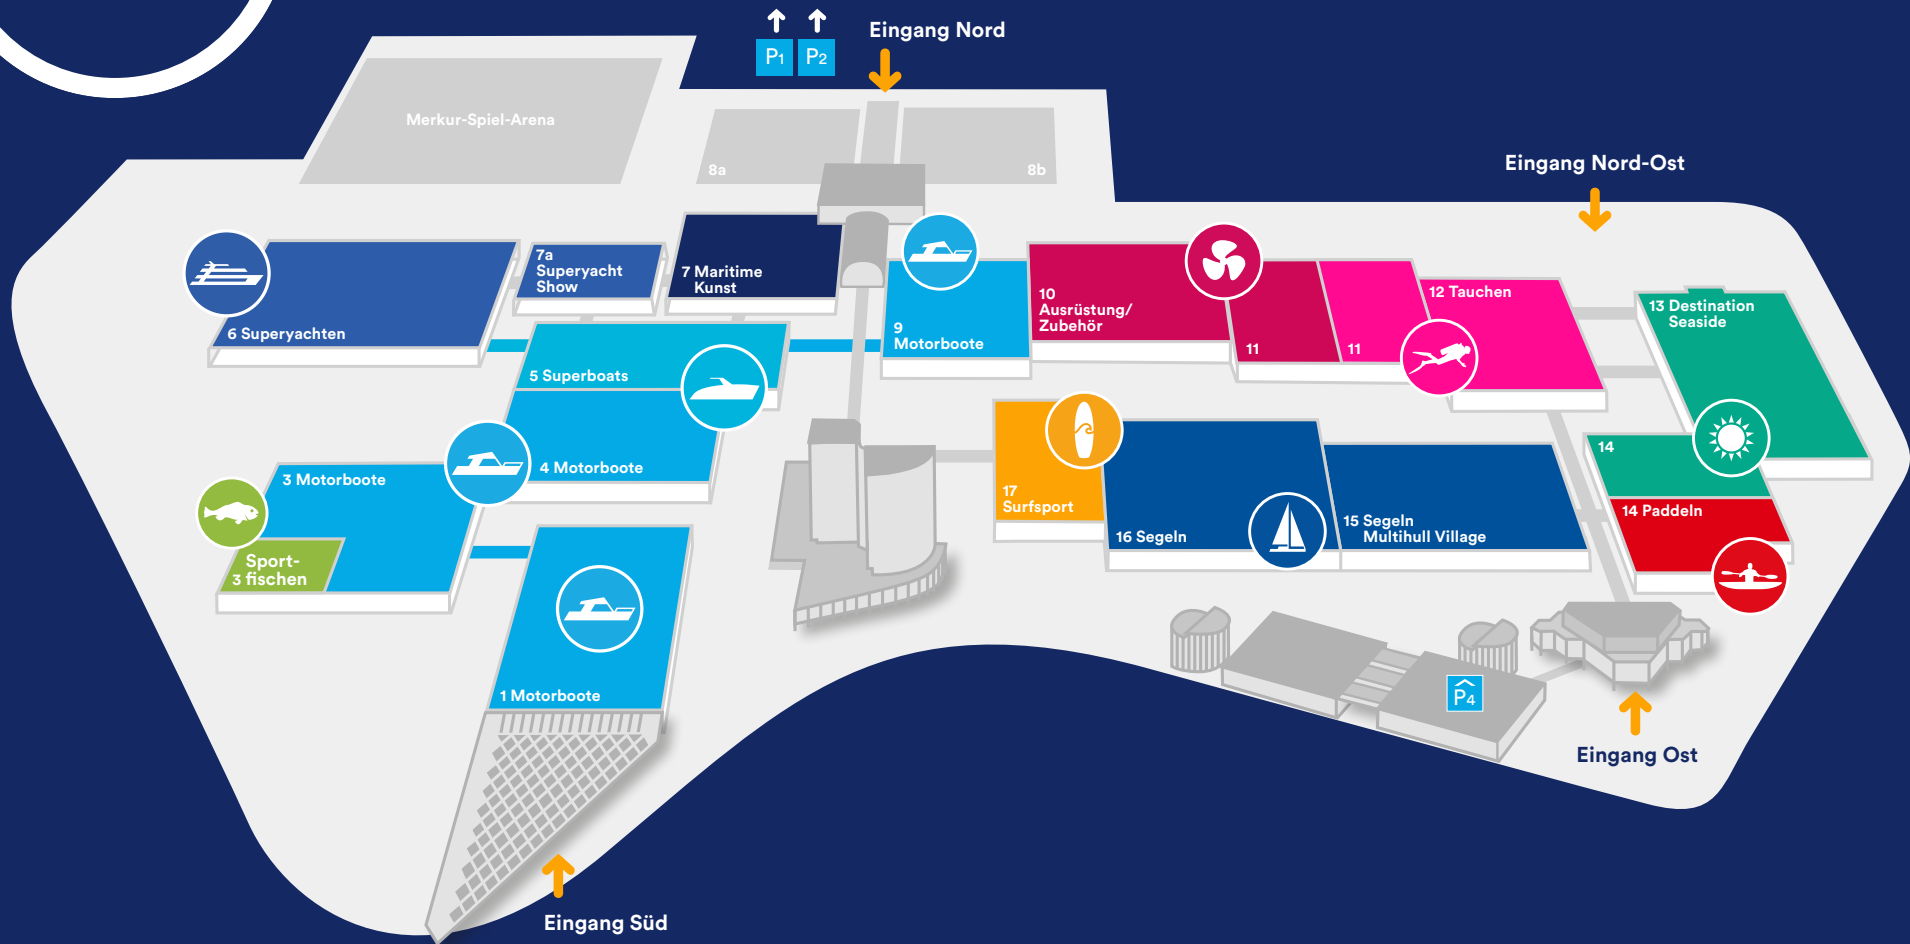 P1 P2
Eingang Nord
Merkur-Spiel-Arena
8a
8b
Eingang Nord-Ost
7a
Superyacht
Show
7 Maritime
Kunst
6 Superyachten
5 Superboats
4 Motorboote
3 Motorboote
Sport-
3 fischen
1 Motorboote
9
Motorboote
10
Ausrüstung/
Zubehör
11
11
12 Tauchen
13 Destination
Seaside
14
14 Paddeln
17
Surfsport
16 Segeln
15 Segeln
Multihull Village
P4
Eingang Ost
Eingang Süd